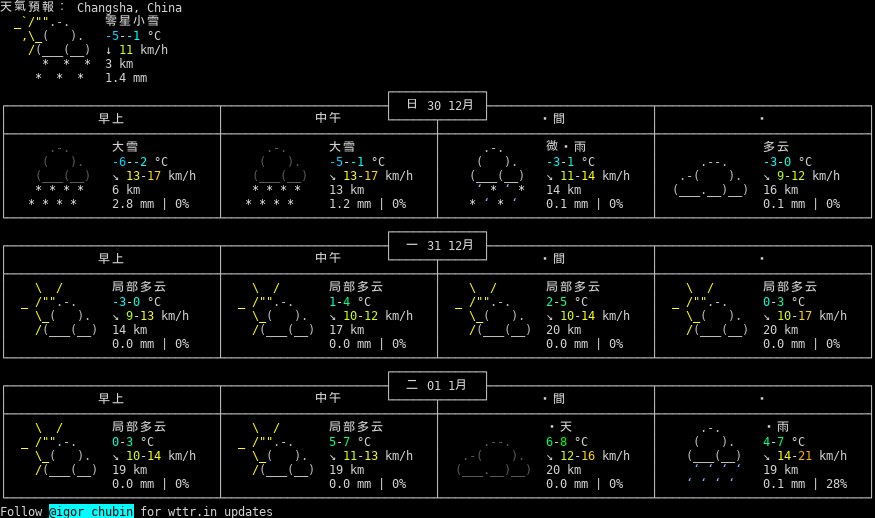 天氣預報： Changsha, China
零星小雪
-5--1 °C
↓ 11 km/h
3 km
1.4 mm
日 30 12月
早上 中午 ・間 ・
大雪 大雪 微・雨 多云
-6--2 °C -5--1 °C -3-1 °C -3-0 °C
↘ 13-17 km/h ↘ 13-17 km/h ↘ 11-14 km/h ↘ 9-12 km/h
6 km 13 km 14 km 16 km
2.8 mm | 0% 1.2 mm | 0% 0.1 mm | 0% 0.1 mm | 0%
一 31 12月
早上 中午 ・間 ・
局部多云 局部多云 局部多云 局部多云
-3-0 °C 1-4 °C 2-5 °C 0-3 °C
↘ 9-13 km/h ↘ 10-12 km/h ↘ 10-14 km/h ↘ 10-17 km/h
14 km 17 km 20 km 20 km
0.0 mm | 0% 0.0 mm | 0% 0.0 mm | 0% 0.0 mm | 0%
二 01 1月
早上 中午 ・間 ・
局部多云 局部多云 ・天 ・雨
0-3 °C 5-7 °C 6-8 °C 4-7 °C
↘ 10-14 km/h ↘ 11-13 km/h ↘ 12-16 km/h ↘ 14-21 km/h
19 km 19 km 20 km 19 km
0.0 mm | 0% 0.0 mm | 0% 0.0 mm | 0% 0.1 mm | 28%
Follow @igor_chubin for wttr.in updates